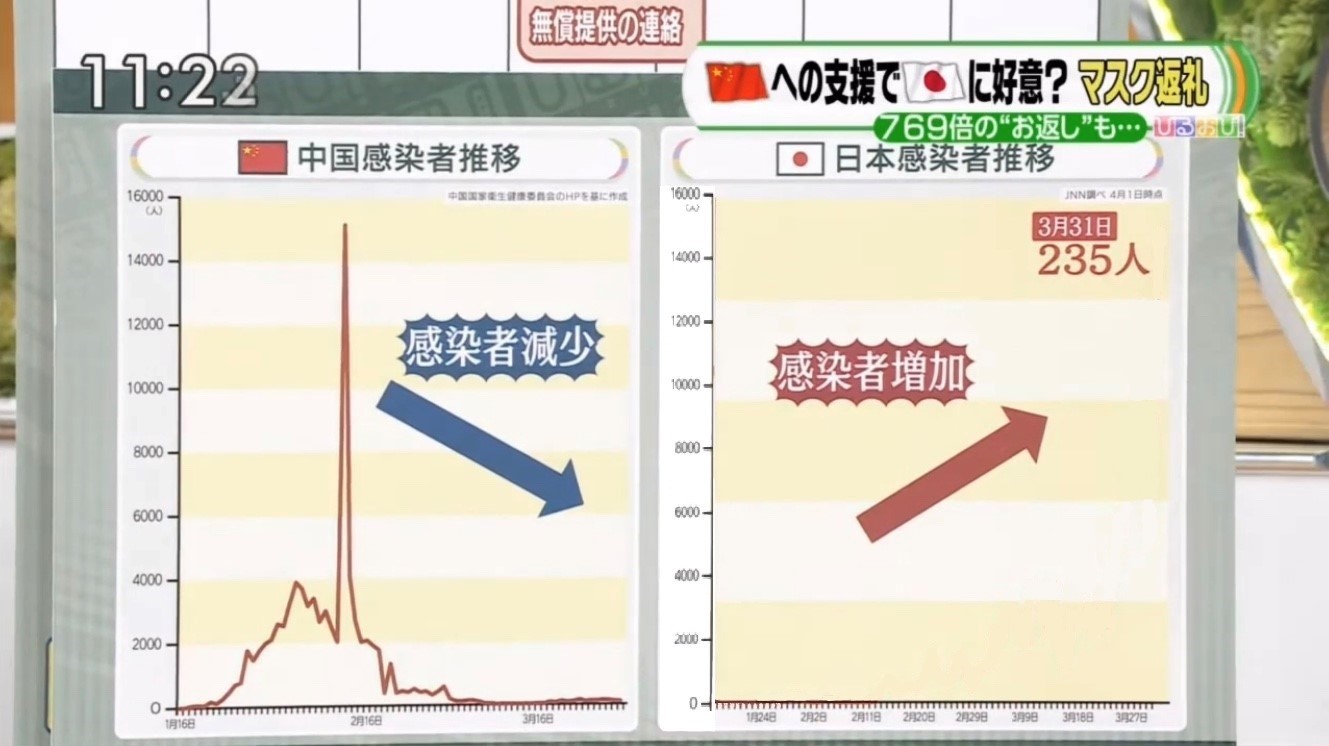 無償提供の連絡
11:22
への支援で に好意? マスク返礼
769倍の“お返し”も…
ひるおび!
中国感染者推移
16000
(人)
中国国家衛生健康委員会のHPを基に作成
14000
12000
10000
8000
6000
4000
2000
0
感染者減少
1月16日 2月16日 3月16日
日本感染者推移
16000
(人)
JNN調べ 4月1日時点
3月31日
235人
14000
12000
10000
8000
6000
4000
2000
0
感染者増加
1月24日 2月2日 2月11日 2月20日 2月29日 3月9日 3月18日 3月27日